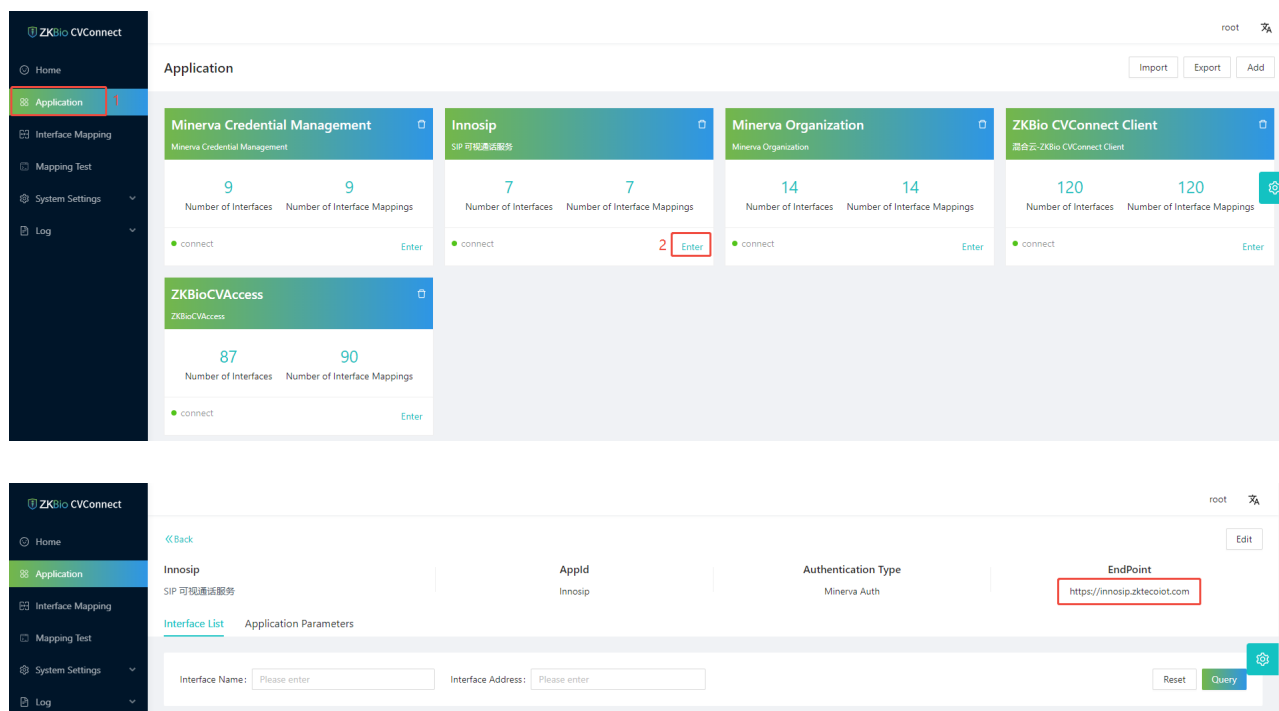 ZKBio CVConnect
root
Home
Application
Import
Export
Add
Application 1
Interface Mapping
Mapping Test
System Settings
Log
Minerva Credential Management
Minerva Credential Management
9 9
Number of Interfaces Number of Interface Mappings
connect Enter
Innosip
SIP 可视通话服务
7 7
Number of Interfaces Number of Interface Mappings
connect 2 Enter
Minerva Organization
Minerva Organization
14 14
Number of Interfaces Number of Interface Mappings
connect Enter
ZKBio CVConnect Client
混合云-ZKBio CVConnect Client
120 120
Number of Interfaces Number of Interface Mappings
connect Enter
ZKBioCVAccess
ZKBioCVAccess
87 90
Number of Interfaces Number of Interface Mappings
connect Enter
ZKBio CVConnect
root
Home
Application
Interface Mapping
Mapping Test
System Settings
Log
Back
Edit
Innosip AppId Authentication Type EndPoint
SIP 可视通话服务 Innosip Minerva Auth https://innosip.zktecoiot.com
Interface List Application Parameters
Interface Name: Please enter Interface Address: Please enter Reset Query